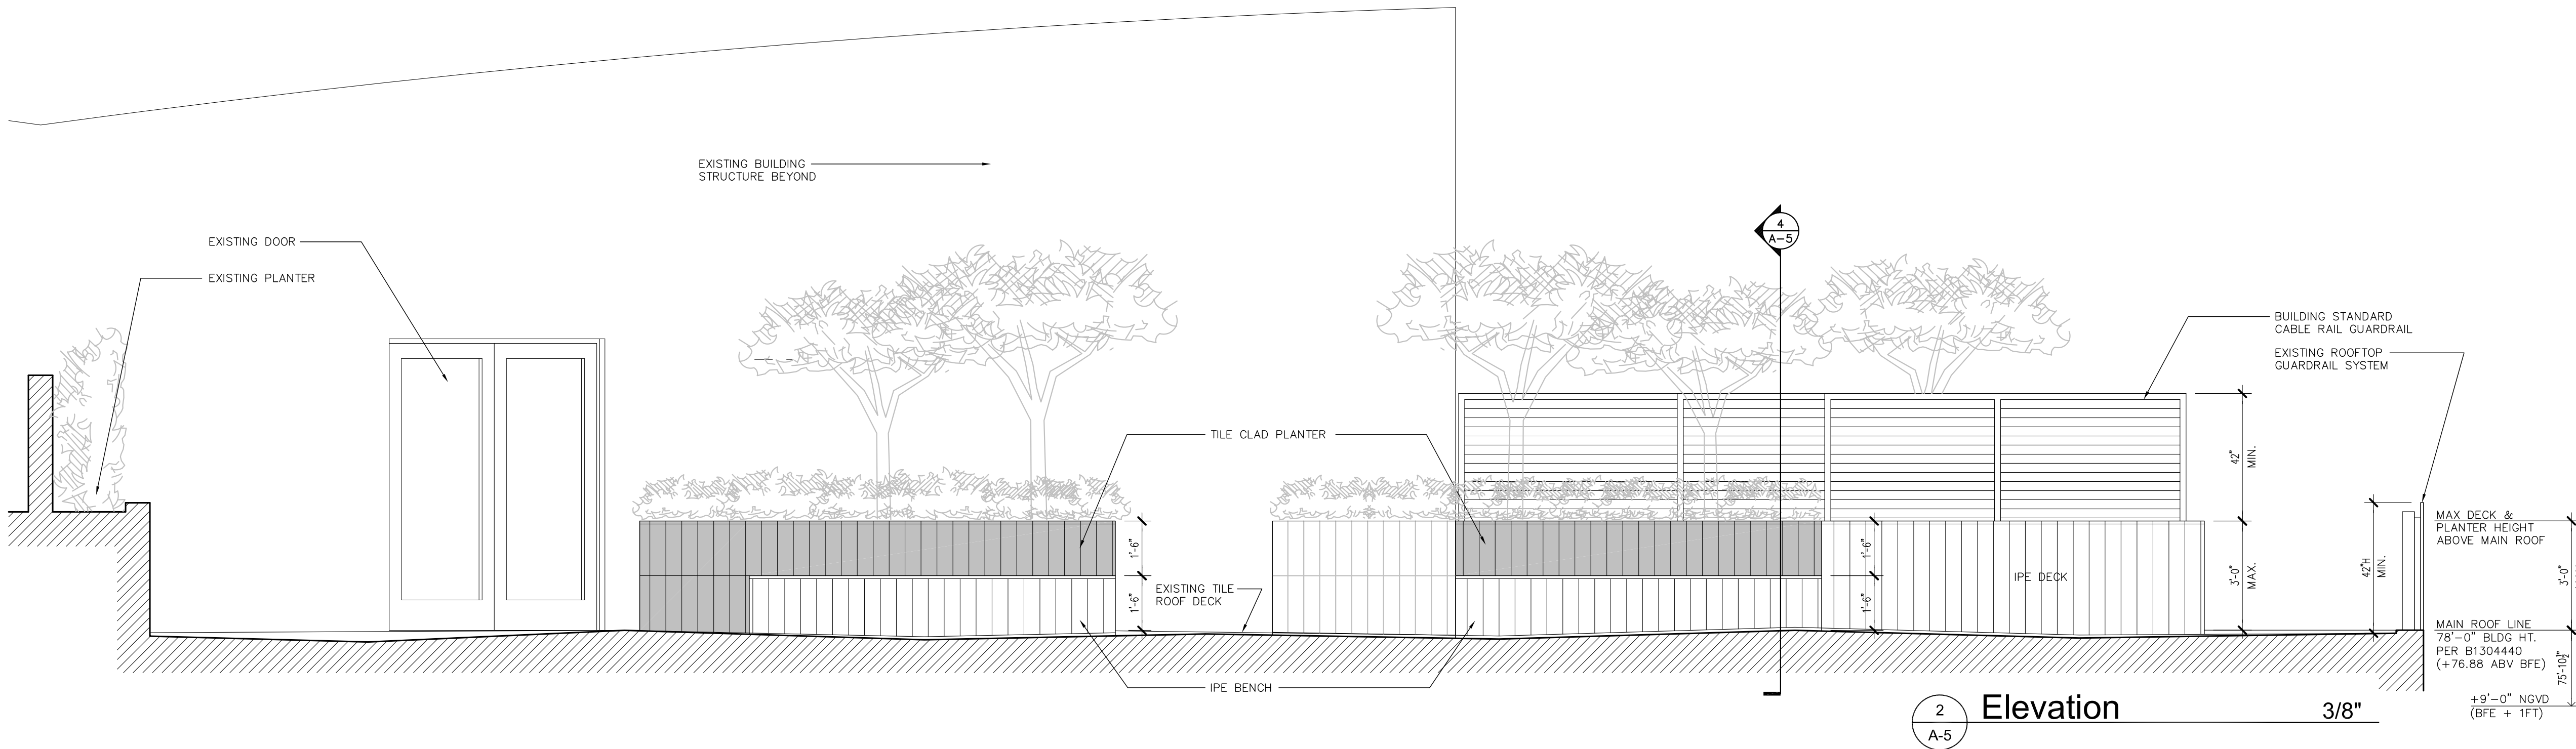 EXISTING BUILDING
STRUCTURE BEYOND
EXISTING DOOR
EXISTING PLANTER
4
A-5
BUILDING STANDARD
CABLE RAIL GUARDRAIL
EXISTING ROOFTOP
GUARDRAIL SYSTEM
TILE CLAD PLANTER
42"
MIN.
1'-6"
1'-6"
EXISTING TILE
ROOF DECK
1'-6"
1'-6"
IPE DECK
3'-0"
MAX.
42"H
MIN.
MAX DECK &
PLANTER HEIGHT
ABOVE MAIN ROOF
3'-0"
MAIN ROOF LINE
78'-0" BLDG HT.
PER B1304440
(+76.88 ABV BFE)
75'-10½"
+9'-0" NGVD
(BFE + 1FT)
IPE BENCH
2
A-5
Elevation
3/8"